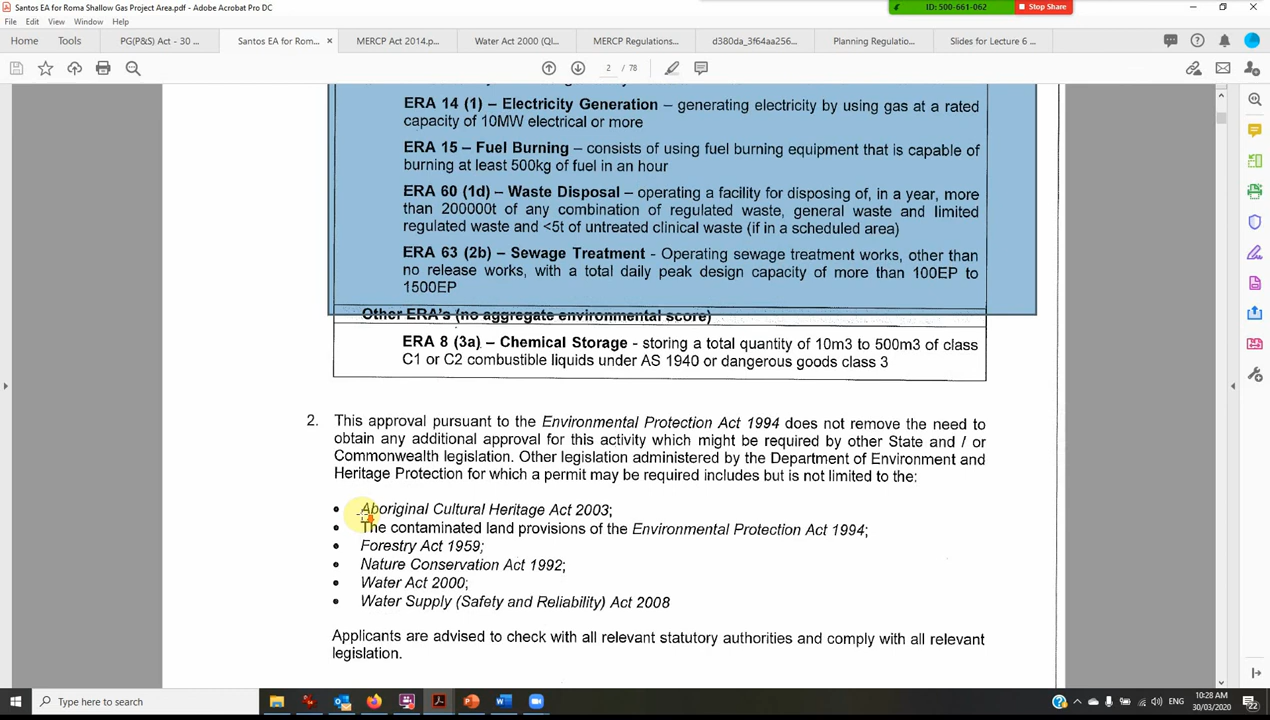 Santos EA for Roma Shallow Gas Project Area.pdf - Adobe Acrobat Pro DC
ID: 500-661-062
Stop Share
File Edit View Window Help
Home Tools PG(P&S) Act - 30 ... Santos EA for Rom... × MERCP Act 2014.p... Water Act 2000 (Ql... MERCP Regulations... d380da_3f64aa256... Planning Regulatio... Slides for Lecture 6 ...
2 / 78
ERA 14 (1) – Electricity Generation – generating electricity by using gas at a rated
capacity of 10MW electrical or more
ERA 15 – Fuel Burning – consists of using fuel burning equipment that is capable of
burning at least 500kg of fuel in an hour
ERA 60 (1d) – Waste Disposal – operating a facility for disposing of, in a year, more
than 200000t of any combination of regulated waste, general waste and limited
regulated waste and <5t of untreated clinical waste (if in a scheduled area)
ERA 63 (2b) – Sewage Treatment - Operating sewage treatment works, other than
no release works, with a total daily peak design capacity of more than 100EP to
1500EP
Other ERA's (no aggregate environmental score)
ERA 8 (3a) – Chemical Storage - storing a total quantity of 10m3 to 500m3 of class
C1 or C2 combustible liquids under AS 1940 or dangerous goods class 3
2. This approval pursuant to the Environmental Protection Act 1994 does not remove the need to
obtain any additional approval for this activity which might be required by other State and / or
Commonwealth legislation. Other legislation administered by the Department of Environment and
Heritage Protection for which a permit may be required includes but is not limited to the:
• Aboriginal Cultural Heritage Act 2003;
• The contaminated land provisions of the Environmental Protection Act 1994;
• Forestry Act 1959;
• Nature Conservation Act 1992;
• Water Act 2000;
• Water Supply (Safety and Reliability) Act 2008
Applicants are advised to check with all relevant statutory authorities and comply with all relevant
legislation.
Type here to search
ENG
10:28 AM
30/03/2020
22